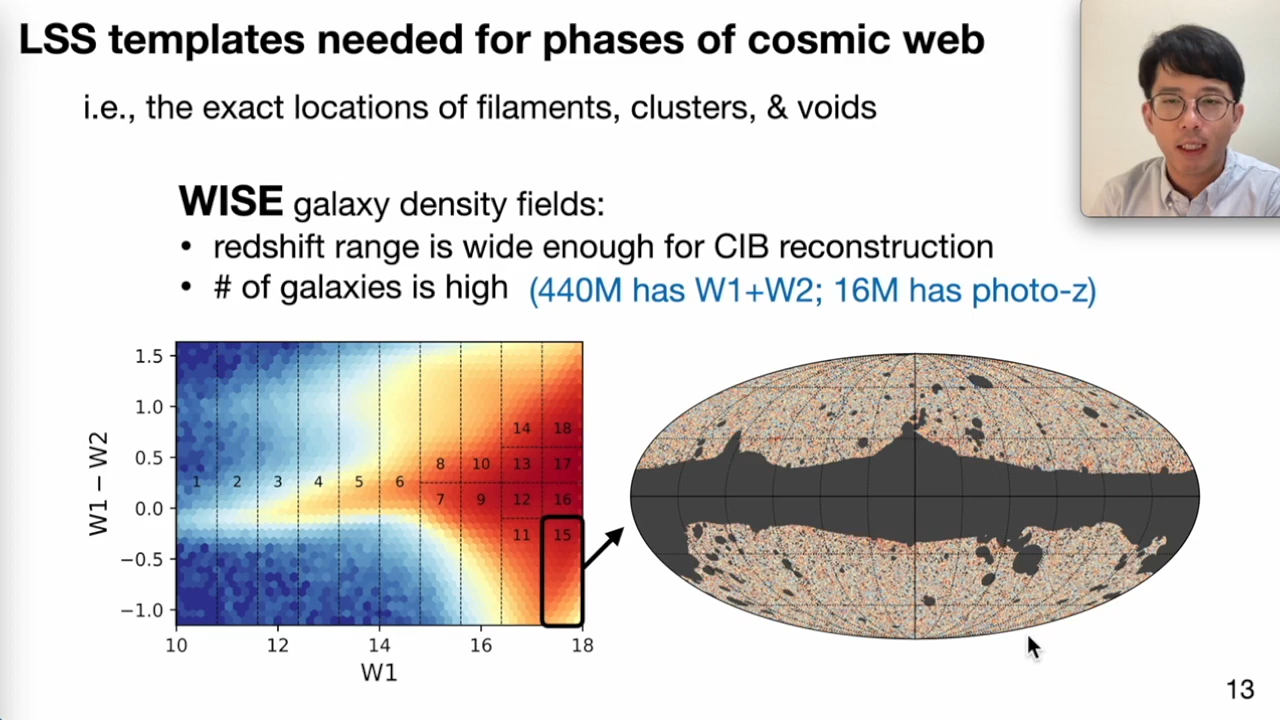 LSS templates needed for phases of cosmic web
i.e., the exact locations of filaments, clusters, & voids
WISE galaxy density fields:
• redshift range is wide enough for CIB reconstruction
• # of galaxies is high (440M has W1+W2; 16M has photo-z)
1.5
1.0
0.5
0.0
−0.5
−1.0
W1 − W2
14 18
8 10 13 17
1 2 3 4 5 6
7 9 12 16
11 15
10 12 14 16 18
W1
13